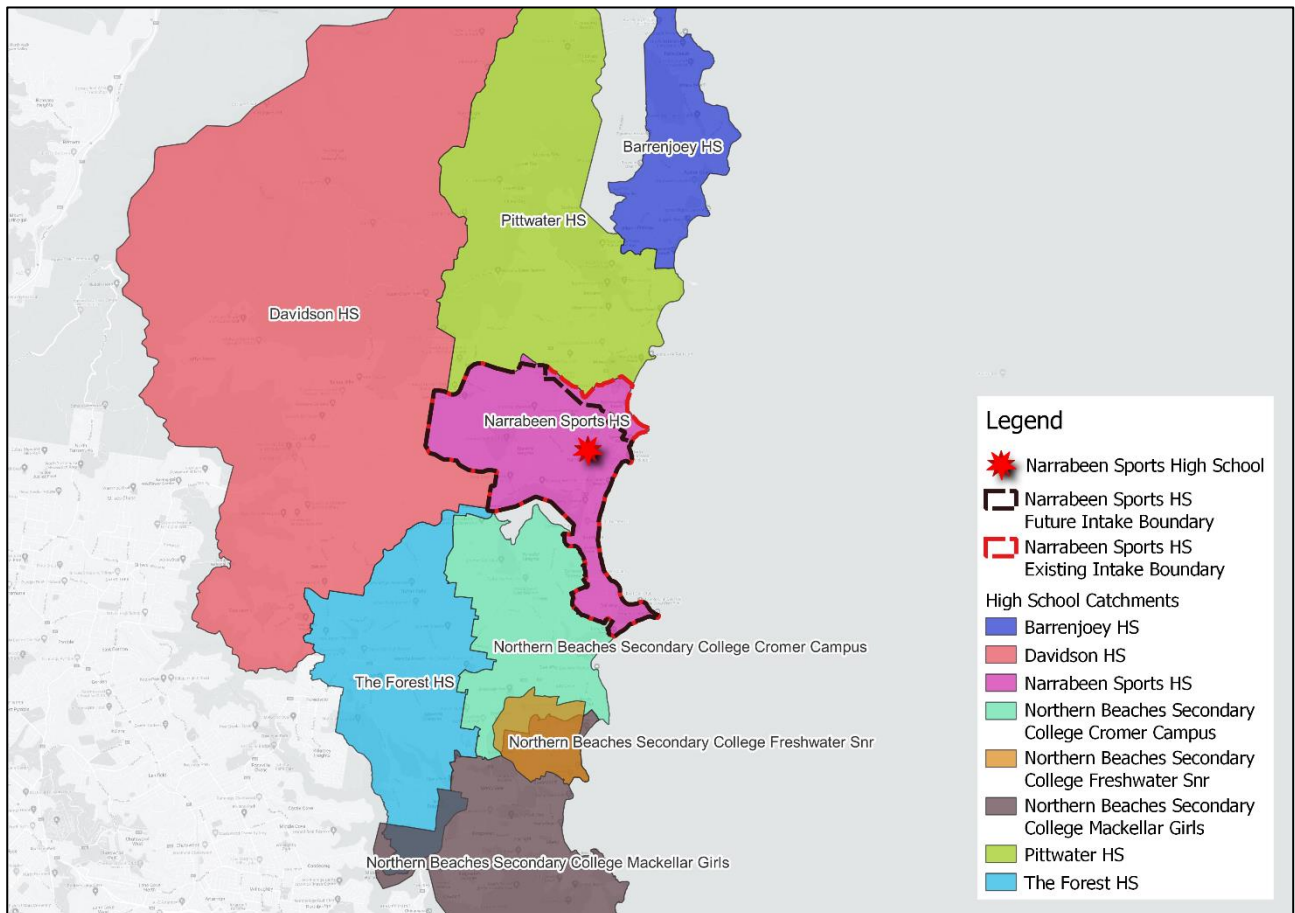 Barrenjoey HS
Pittwater HS
Davidson HS
Narrabeen Sports HS
Northern Beaches Secondary College Cromer Campus
The Forest HS
Northern Beaches Secondary College Freshwater Snr
Northern Beaches Secondary College Mackellar Girls
Legend
Narrabeen Sports High School
Narrabeen Sports HS
Future Intake Boundary
Narrabeen Sports HS
Existing Intake Boundary
High School Catchments
Barrenjoey HS
Davidson HS
Narrabeen Sports HS
Northern Beaches Secondary
College Cromer Campus
Northern Beaches Secondary
College Freshwater Snr
Northern Beaches Secondary
College Mackellar Girls
Pittwater HS
The Forest HS